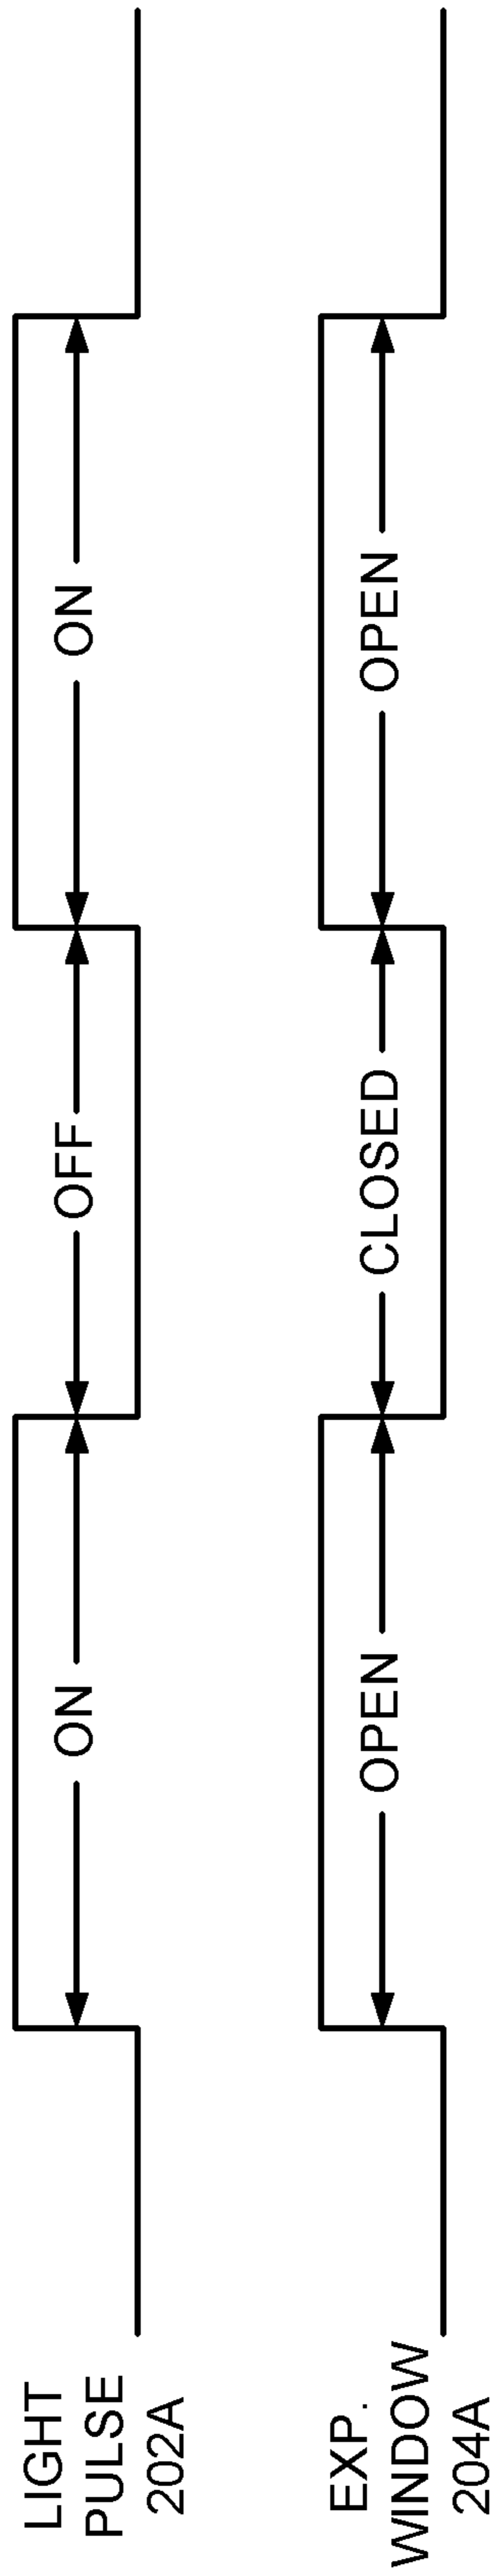 LIGHT
PULSE
202A
ON
OFF
ON
EXP.
WINDOW
204A
OPEN
CLOSED
OPEN